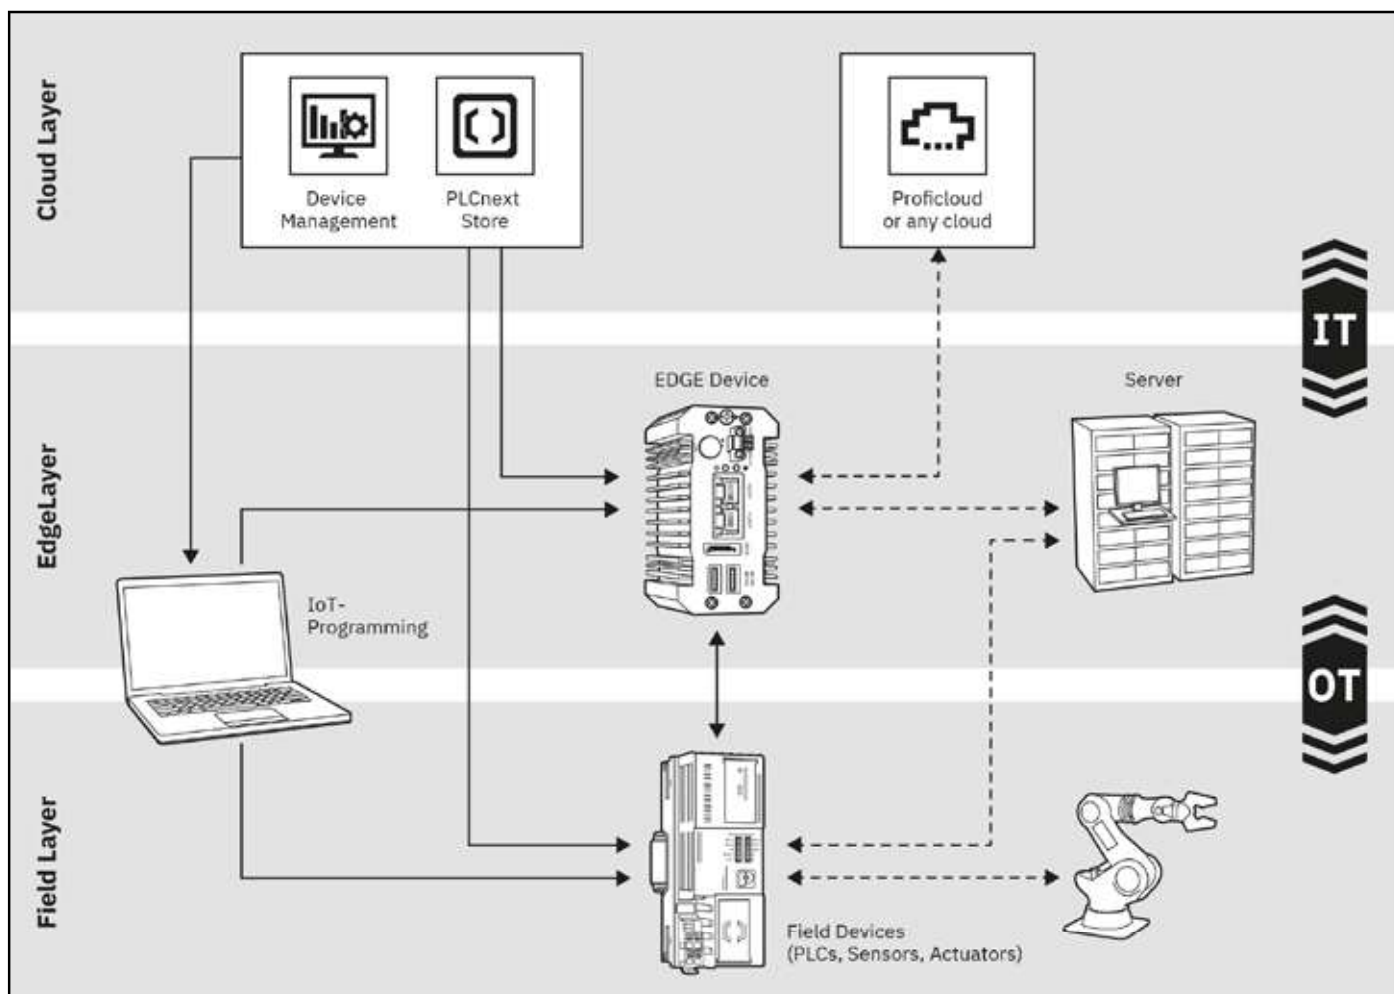 Cloud Layer
Device
Management
PLCnext
Store
Proficloud
or any cloud
IT
EdgeLayer
EDGE Device
Server
IoT-
Programming
OT
Field Layer
Field Devices
(PLCs, Sensors, Actuators)